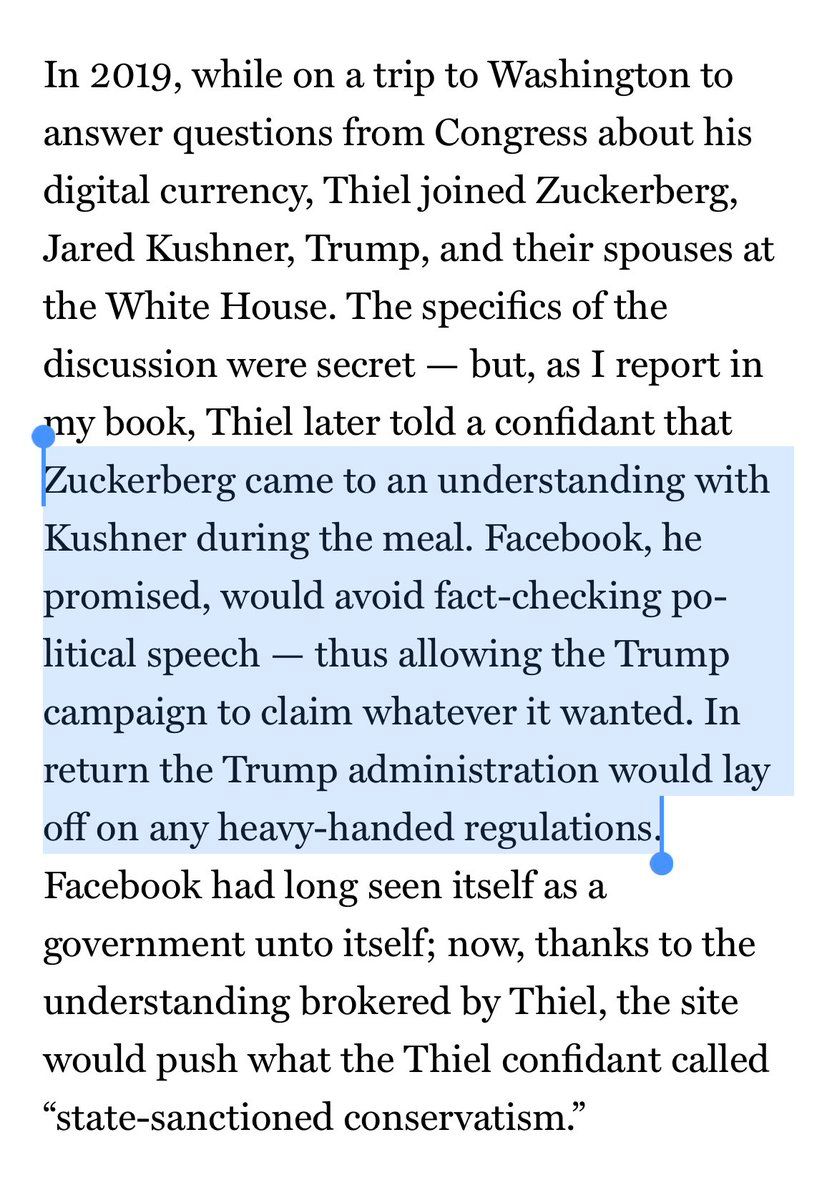 In 2019, while on a trip to Washington to
answer questions from Congress about his
digital currency, Thiel joined Zuckerberg,
Jared Kushner, Trump, and their spouses at
the White House. The specifics of the
discussion were secret — but, as I report in
my book, Thiel later told a confidant that
Zuckerberg came to an understanding with
Kushner during the meal. Facebook, he
promised, would avoid fact-checking po-
litical speech — thus allowing the Trump
campaign to claim whatever it wanted. In
return the Trump administration would lay
off on any heavy-handed regulations.
Facebook had long seen itself as a
government unto itself; now, thanks to the
understanding brokered by Thiel, the site
would push what the Thiel confidant called
“state-sanctioned conservatism.”